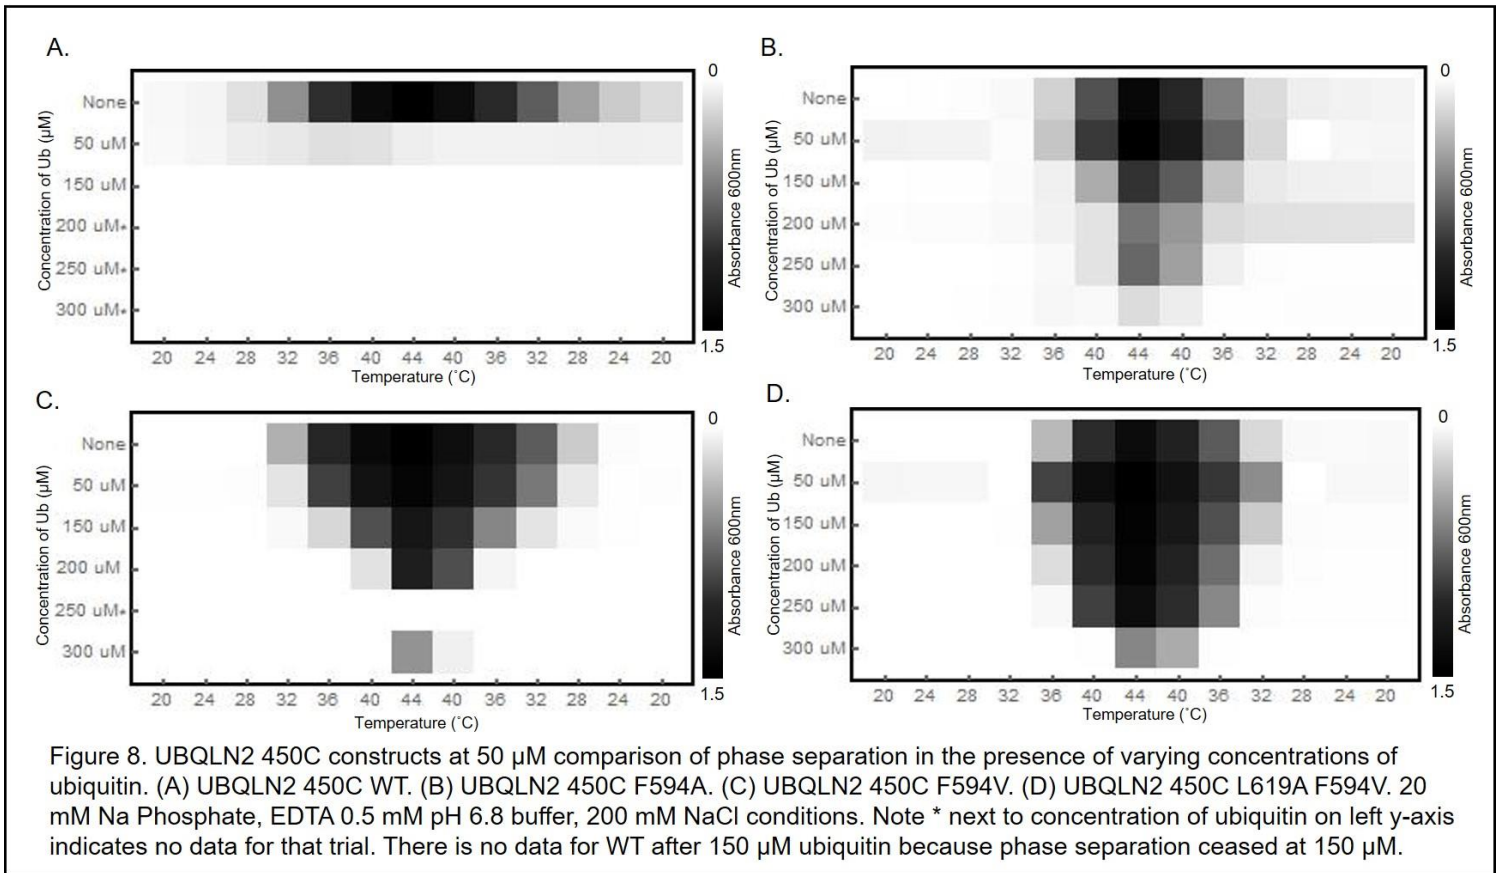 A.
0
None
50 uM
150 uM
200 uM*
250 uM*
300 uM*
Concentration of Ub (µM)
20 24 28 32 36 40 44 40 36 32 28 24 20
Temperature (˚C)
Absorbance 600nm
1.5
B.
0
None
50 uM
150 uM
200 uM
250 uM
300 uM
Concentration of Ub (µM)
20 24 28 32 36 40 44 40 36 32 28 24 20
Temperature (˚C)
Absorbance 600nm
1.5
C.
0
None
50 uM
150 uM
200 uM
250 uM*
300 uM
Concentration of Ub (µM)
20 24 28 32 36 40 44 40 36 32 28 24 20
Temperature (˚C)
Absorbance 600nm
1.5
D.
0
None
50 uM
150 uM
200 uM
250 uM
300 uM
Concentration of Ub (µM)
20 24 28 32 36 40 44 40 36 32 28 24 20
Temperature (˚C)
Absorbance 600nm
1.5
Figure 8. UBQLN2 450C constructs at 50 µM comparison of phase separation in the presence of varying concentrations of
ubiquitin. (A) UBQLN2 450C WT. (B) UBQLN2 450C F594A. (C) UBQLN2 450C F594V. (D) UBQLN2 450C L619A F594V. 20
mM Na Phosphate, EDTA 0.5 mM pH 6.8 buffer, 200 mM NaCl conditions. Note * next to concentration of ubiquitin on left y-axis
indicates no data for that trial. There is no data for WT after 150 µM ubiquitin because phase separation ceased at 150 µM.